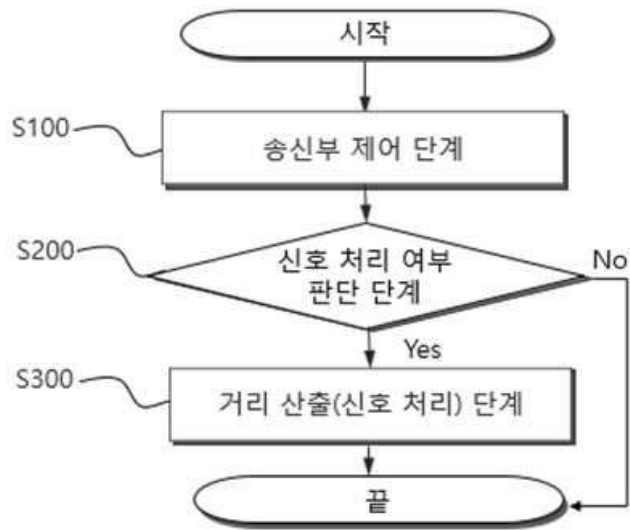 시작
S100
송신부 제어 단계
S200
신호 처리 여부
판단 단계
No
Yes
S300
거리 산출(신호 처리) 단계
끝